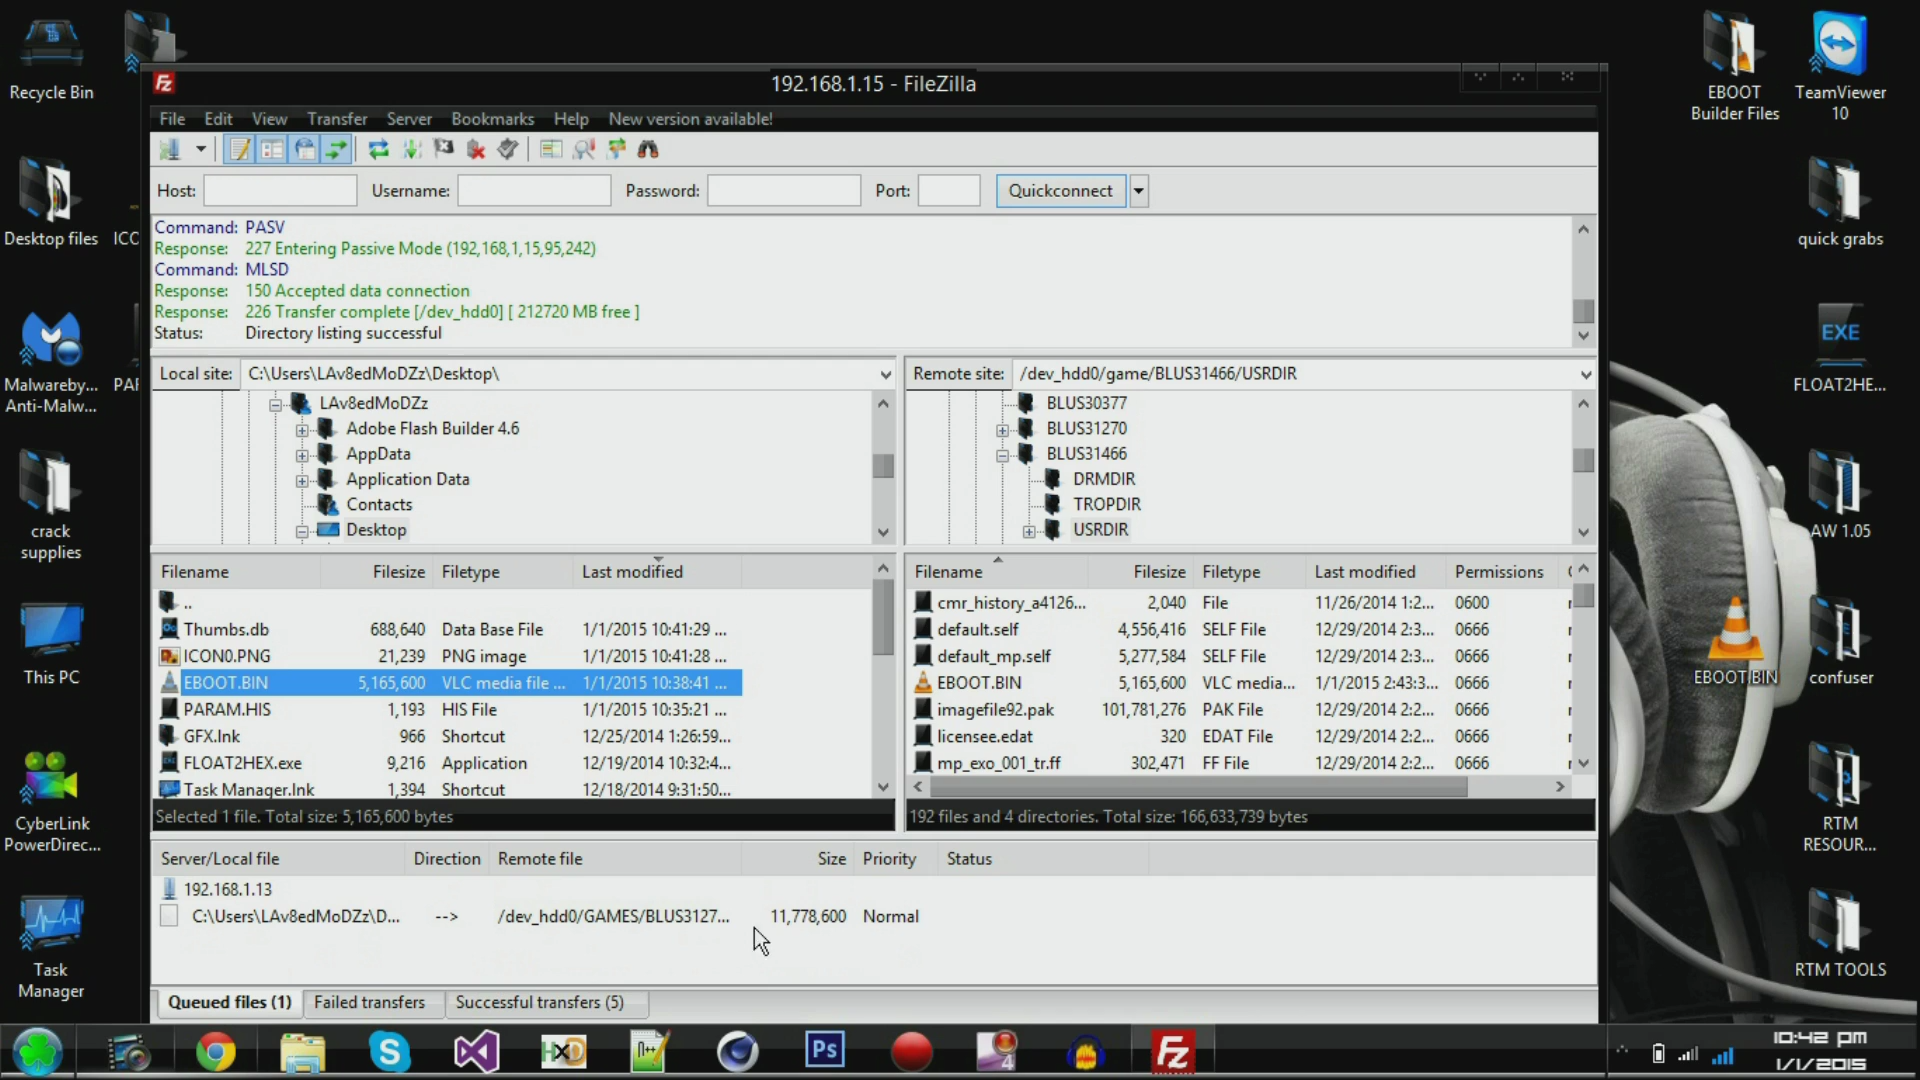 Recycle Bin
EBOOT
Builder Files
TeamViewer
10
192.168.1.15 - FileZilla
File Edit View Transfer Server Bookmarks Help New version available!
Host: Username: Password: Port: Quickconnect
Command: PASV
Response: 227 Entering Passive Mode (192,168,1,15,95,242)
Command: MLSD
Response: 150 Accepted data connection
Response: 226 Transfer complete [/dev_hdd0] [ 212720 MB free ]
Status: Directory listing successful
Desktop files
ICO
quick grabs
Malwareby...
Anti-Malw...
PAF
EXE
FLOAT2HE...
Local site: C:\Users\LAv8edMoDZz\Desktop\
LAv8edMoDZz
Adobe Flash Builder 4.6
AppData
Application Data
Contacts
Desktop
Remote site: /dev_hdd0/game/BLUS31466/USRDIR
BLUS30377
BLUS31270
BLUS31466
DRMDIR
TROPDIR
USRDIR
crack
supplies
AW 1.05
Filename Filesize Filetype Last modified
..
Thumbs.db 688,640 Data Base File 1/1/2015 10:41:29 ...
ICON0.PNG 21,239 PNG image 1/1/2015 10:41:28 ...
EBOOT.BIN 5,165,600 VLC media file ... 1/1/2015 10:38:41 ...
PARAM.HIS 1,193 HIS File 1/1/2015 10:35:21 ...
GFX.lnk 966 Shortcut 12/25/2014 1:26:59...
FLOAT2HEX.exe 9,216 Application 12/19/2014 10:32:4...
Task Manager.lnk 1,394 Shortcut 12/18/2014 9:31:50...
Selected 1 file. Total size: 5,165,600 bytes
Filename Filesize Filetype Last modified Permissions
cmr_history_a4126... 2,040 File 11/26/2014 1:2... 0600
default.self 4,556,416 SELF File 12/29/2014 2:3... 0666
default_mp.self 5,277,584 SELF File 12/29/2014 2:3... 0666
EBOOT.BIN 5,165,600 VLC media... 1/1/2015 2:43:3... 0666
imagefile92.pak 101,781,276 PAK File 12/29/2014 2:2... 0666
licensee.edat 320 EDAT File 12/29/2014 2:2... 0666
mp_exo_001_tr.ff 302,471 FF File 12/29/2014 2:2... 0666
192 files and 4 directories. Total size: 166,633,739 bytes
This PC
EBOOT.BIN
confuser
CyberLink
PowerDirec...
RTM
RESOUR...
Server/Local file Direction Remote file Size Priority Status
192.168.1.13
C:\Users\LAv8edMoDZz\D... --> /dev_hdd0/GAMES/BLUS3127... 11,778,600 Normal
Task
Manager
RTM TOOLS
Queued files (1) Failed transfers Successful transfers (5)
HXD
n++
Ps
4
Fz
10:42 PM
1/1/2015